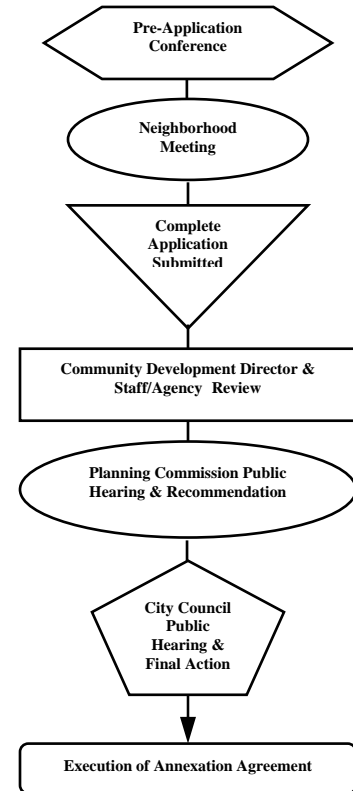 Pre-Application
Conference
Neighborhood
Meeting
Complete
Application
Submitted
Community Development Director &
Staff/Agency Review
Planning Commission Public
Hearing & Recommendation
City Council
Public
Hearing &
Final Action
Execution of Annexation Agreement